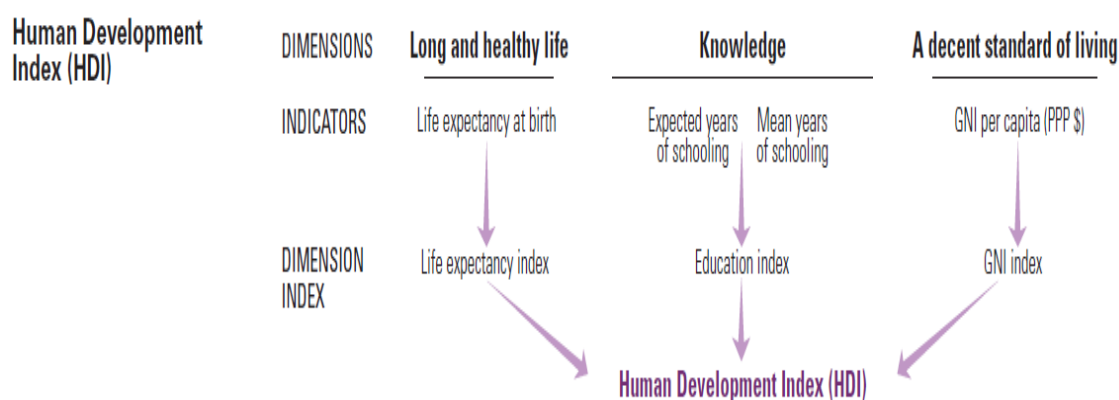 Human Development
Index (HDI)
DIMENSIONS
Long and healthy life
Knowledge
A decent standard of living
INDICATORS
Life expectancy at birth
Expected years
of schooling
Mean years
of schooling
GNI per capita (PPP $)
DIMENSION
INDEX
Life expectancy index
Education index
GNI index
Human Development Index (HDI)